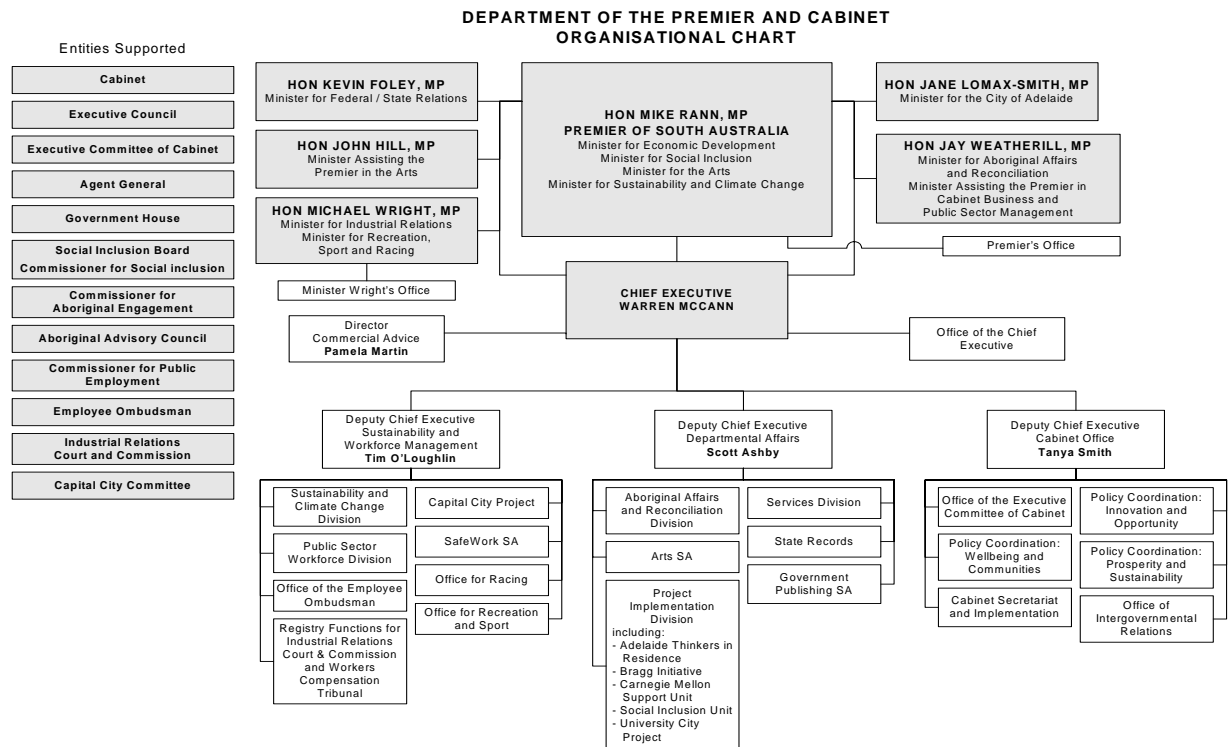 DEPARTMENT OF THE PREMIER AND CABINET
ORGANISATIONAL CHART
Entities Supported
Cabinet
Executive Council
Executive Committee of Cabinet
Agent General
Government House
Social Inclusion Board
Commissioner for Social inclusion
Commissioner for
Aboriginal Engagement
Aboriginal Advisory Council
Commissioner for Public
Employment
Employee Ombudsman
Industrial Relations
Court and Commission
Capital City Committee
HON KEVIN FOLEY, MP
Minister for Federal / State Relations
HON JOHN HILL, MP
Minister Assisting the
Premier in the Arts
HON MICHAEL WRIGHT, MP
Minister for Industrial Relations
Minister for Recreation,
Sport and Racing
Minister Wright's Office
HON MIKE RANN, MP
PREMIER OF SOUTH AUSTRALIA
Minister for Economic Development
Minister for Social Inclusion
Minister for the Arts
Minister for Sustainability and Climate Change
HON JANE LOMAX-SMITH, MP
Minister for the City of Adelaide
HON JAY WEATHERILL, MP
Minister for Aboriginal Affairs
and Reconciliation
Minister Assisting the Premier in
Cabinet Business and
Public Sector Management
Premier's Office
CHIEF EXECUTIVE
WARREN MCCANN
Director
Commercial Advice
Pamela Martin
Office of the Chief
Executive
Deputy Chief Executive
Sustainability and
Workforce Management
Tim O'Loughlin
Sustainability and
Climate Change
Division
Public Sector
Workforce Division
Office of the Employee
Ombudsman
Registry Functions for
Industrial Relations
Court & Commission
and Workers
Compensation
Tribunal
Capital City Project
SafeWork SA
Office for Racing
Office for Recreation
and Sport
Deputy Chief Executive
Departmental Affairs
Scott Ashby
Aboriginal Affairs
and Reconciliation
Division
Arts SA
Project
Implementation
Division
including:
- Adelaide Thinkers in
Residence
- Bragg Initiative
- Carnegie Mellon
Support Unit
- Social Inclusion Unit
- University City
Project
Services Division
State Records
Government
Publishing SA
Deputy Chief Executive
Cabinet Office
Tanya Smith
Office of the Executive
Committee of Cabinet
Policy Coordination:
Wellbeing and
Communities
Cabinet Secretariat
and Implementation
Policy Coordination:
Innovation and
Opportunity
Policy Coordination:
Prosperity and
Sustainability
Office of
Intergovernmental
Relations